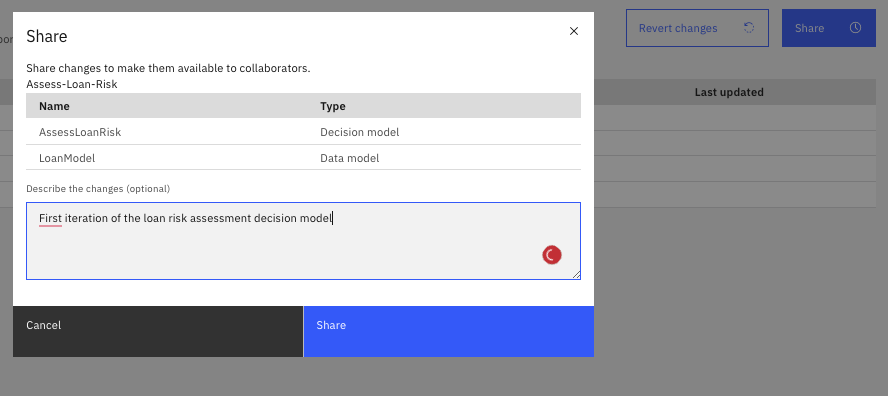 Share
Revert changes
Share
Share changes to make them available to collaborators.
Assess-Loan-Risk
Name Type Last updated
AssessLoanRisk Decision model
LoanModel Data model
Describe the changes (optional)
First iteration of the loan risk assessment decision model
Cancel Share